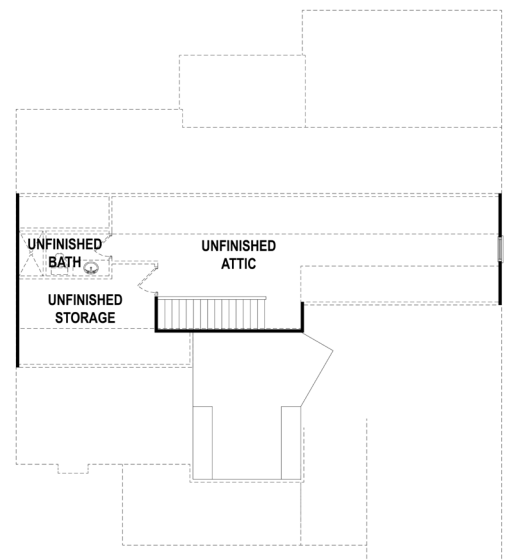 UNFINISHED
BATH
UNFINISHED
ATTIC
UNFINISHED
STORAGE